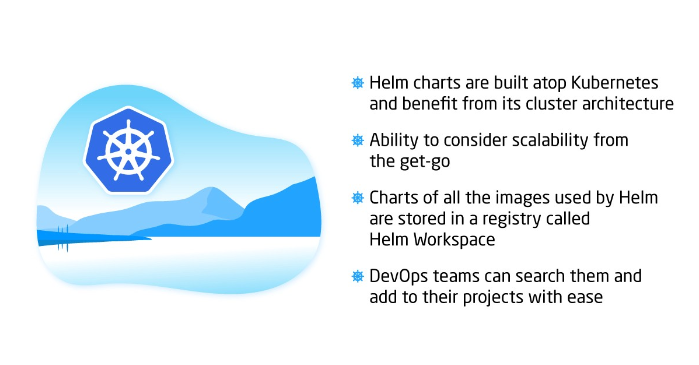 Helm charts are built atop Kubernetes
and benefit from its cluster architecture
Ability to consider scalability from
the get-go
Charts of all the images used by Helm
are stored in a registry called
Helm Workspace
DevOps teams can search them and
add to their projects with ease